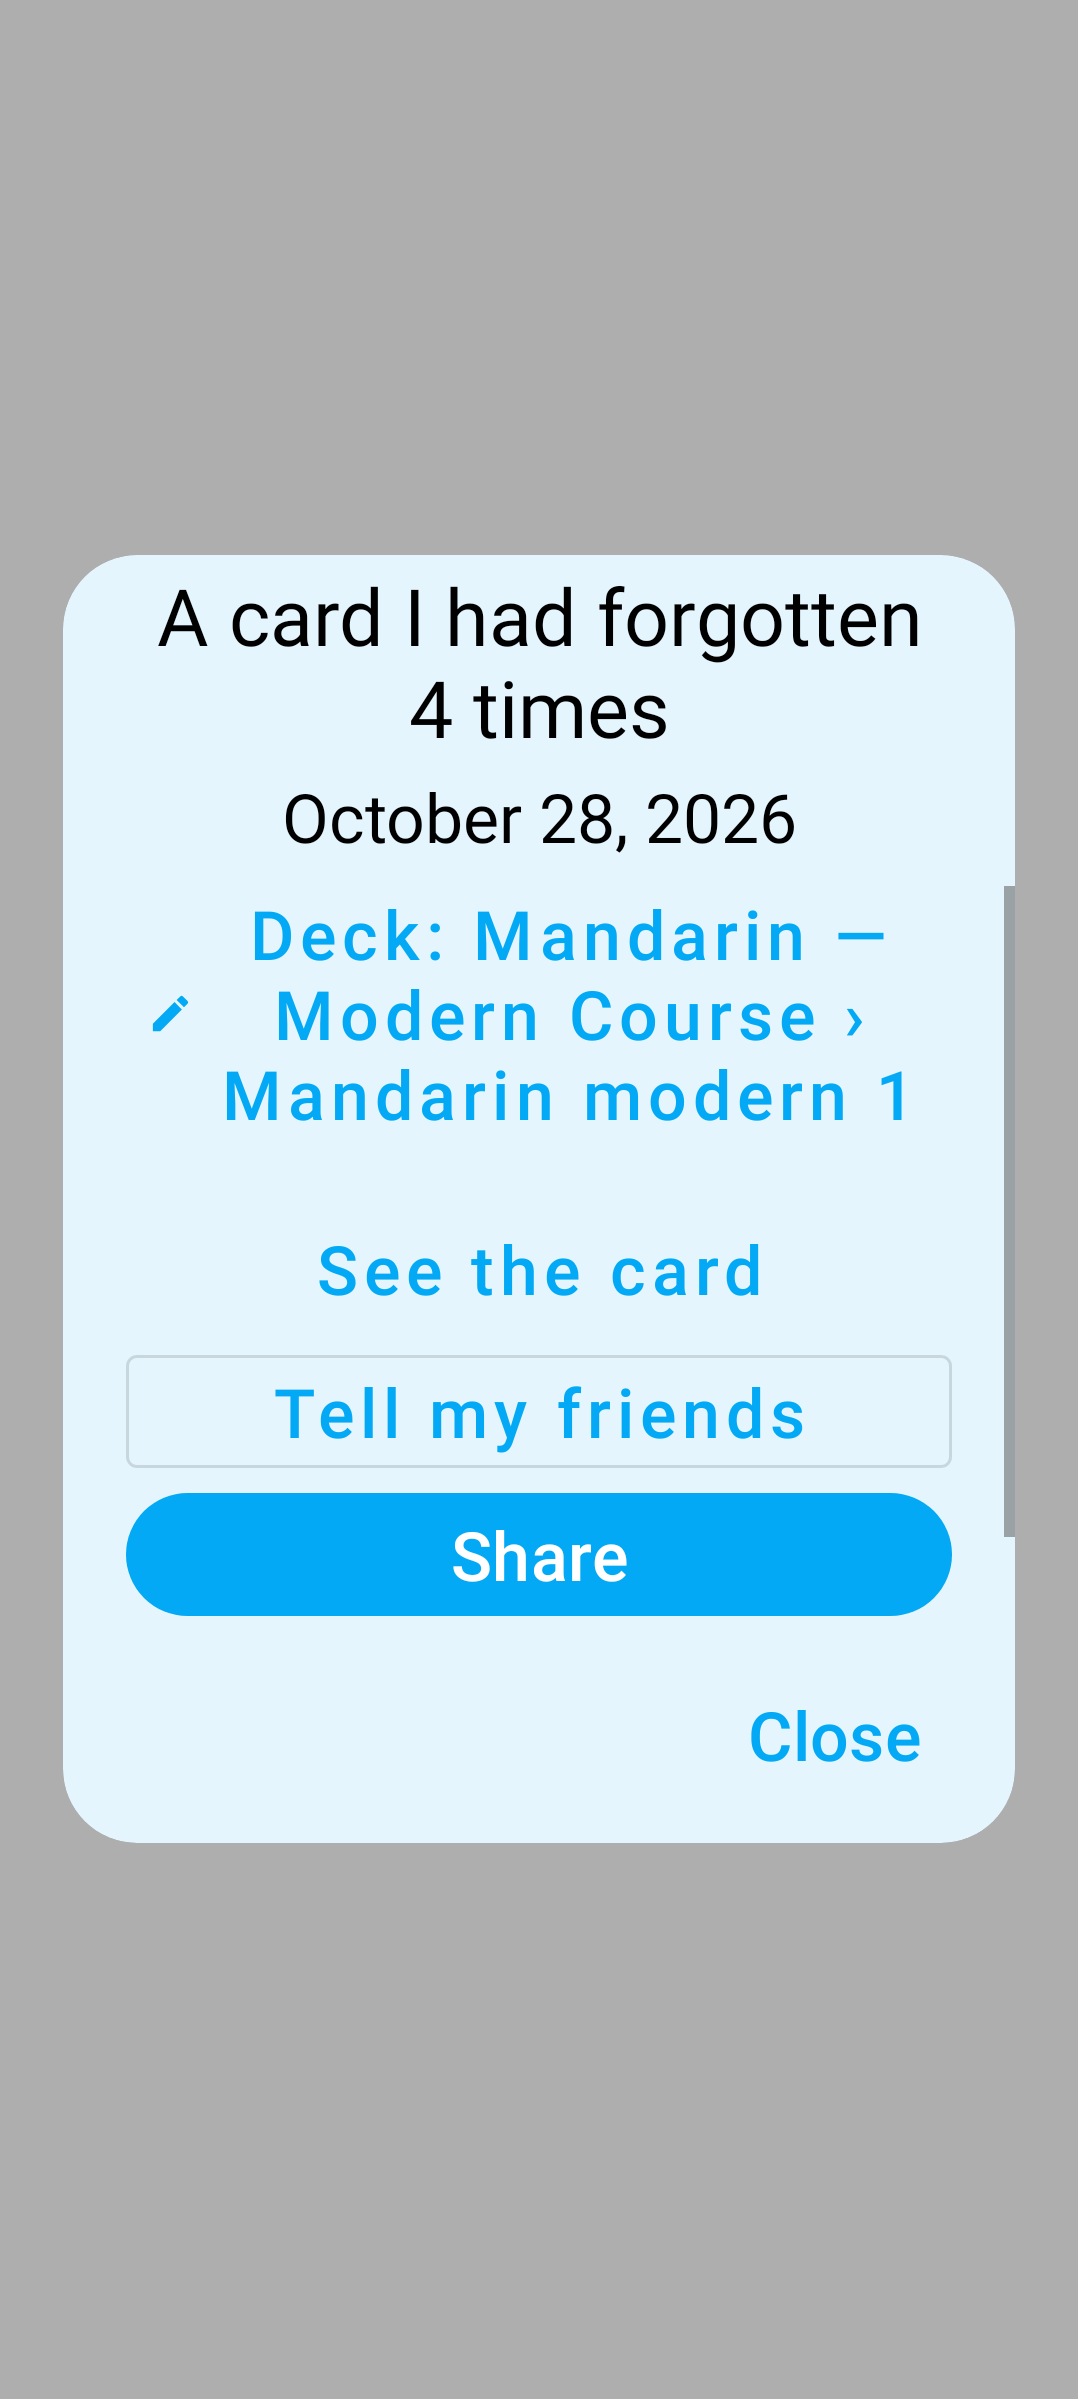 A card I had forgotten
4 times
October 28, 2026
Deck: Mandarin —
Modern Course ›
Mandarin modern 1
See the card
Tell my friends
Share
Close